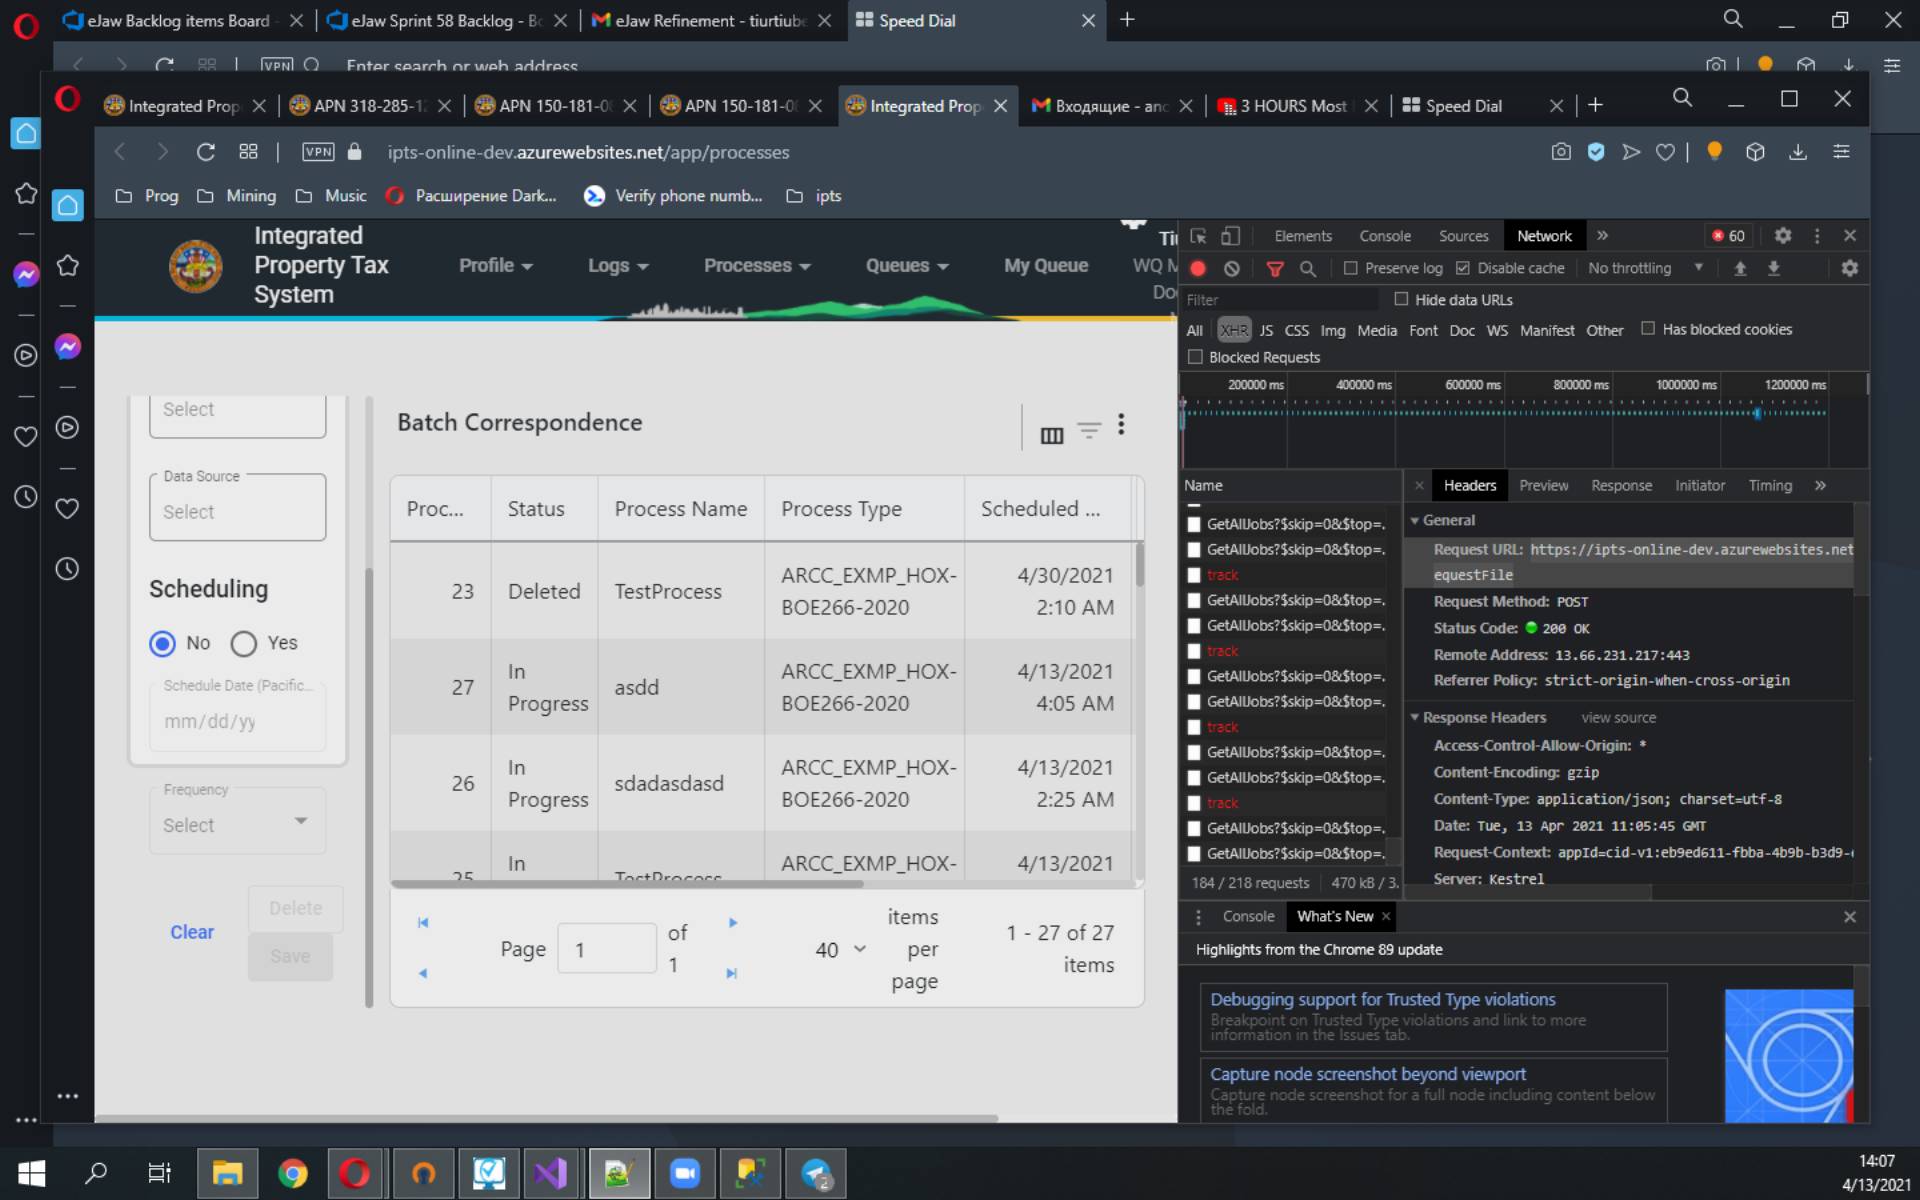 eJaw Backlog items Board
eJaw Sprint 58 Backlog - Bo
eJaw Refinement - tiurtiube
Speed Dial
VPN
Enter search or web address
Integrated Prop
APN 318-285-12
APN 150-181-0
APN 150-181-0
Integrated Prop
Входящие - and
3 HOURS Most
Speed Dial
VPN
ipts-online-dev.azurewebsites.net/app/processes
Prog
Mining
Music
Расширение Dark...
Verify phone numb...
ipts
Integrated
Property Tax
System
Profile
Logs
Processes
Queues
My Queue
WQ M
Do
Select
Data Source
Select
Scheduling
No
Yes
Schedule Date (Pacific...
mm/dd/yy
Frequency
Select
Clear
Delete
Save
Batch Correspondence
Proc...
Status
Process Name
Process Type
Scheduled ...
23
Deleted
TestProcess
ARCC_EXMP_HOX-
BOE266-2020
4/30/2021
2:10 AM
27
In
Progress
asdd
ARCC_EXMP_HOX-
BOE266-2020
4/13/2021
4:05 AM
26
In
Progress
sdadasdasd
ARCC_EXMP_HOX-
BOE266-2020
4/13/2021
2:25 AM
25
In
TestProcess
ARCC_EXMP_HOX-
4/13/2021
Page
1
of
1
40
items
per
page
1 - 27 of 27
items
Elements
Console
Sources
Network
60
Preserve log
Disable cache
No throttling
Filter
Hide data URLs
All
XHR
JS
CSS
Img
Media
Font
Doc
WS
Manifest
Other
Has blocked cookies
Blocked Requests
200000 ms
400000 ms
600000 ms
800000 ms
1000000 ms
1200000 ms
Name
GetAllJobs?$skip=0&$top=.
GetAllJobs?$skip=0&$top=.
track
GetAllJobs?$skip=0&$top=.
GetAllJobs?$skip=0&$top=.
track
GetAllJobs?$skip=0&$top=.
GetAllJobs?$skip=0&$top=.
track
GetAllJobs?$skip=0&$top=.
GetAllJobs?$skip=0&$top=.
track
GetAllJobs?$skip=0&$top=.
GetAllJobs?$skip=0&$top=.
184 / 218 requests
470 kB / 3.
Headers
Preview
Response
Initiator
Timing
General
Request URL: https://ipts-online-dev.azurewebsites.net
equestFile
Request Method: POST
Status Code: 200 OK
Remote Address: 13.66.231.217:443
Referrer Policy: strict-origin-when-cross-origin
Response Headers
view source
Access-Control-Allow-Origin: *
Content-Encoding: gzip
Content-Type: application/json; charset=utf-8
Date: Tue, 13 Apr 2021 11:05:45 GMT
Request-Context: appId=cid-v1:eb9ed611-fbba-4b9b-b3d9-
Server: Kestrel
Console
What's New
Highlights from the Chrome 89 update
Debugging support for Trusted Type violations
Breakpoint on Trusted Type violations and link to more
information in the Issues tab.
Capture node screenshot beyond viewport
Capture node screenshot for a full node including content below
the fold.
2
14:07
4/13/2021